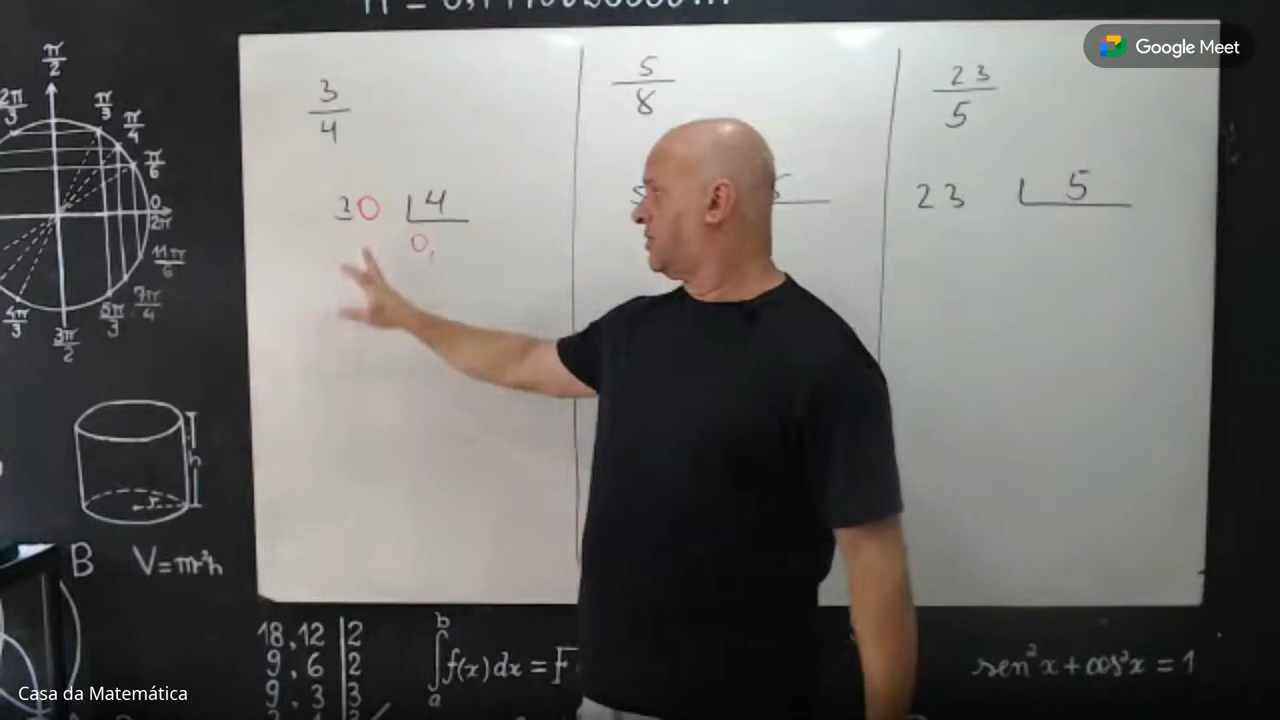 Google Meet
π/2
2π/3
π/3
π/4
π/6
0
2π
11π/6
7π/4
5π/3
3π/2
4π/3
h
r
B V=πr²h
3/4
30 4
0,
5/8
23/5
23 5
18,12 | 2
9, 6 | 2
9, 3 | 3
∫ₐᵇ f(x)dx = F
sen²x + cos²x = 1
Casa da Matemática